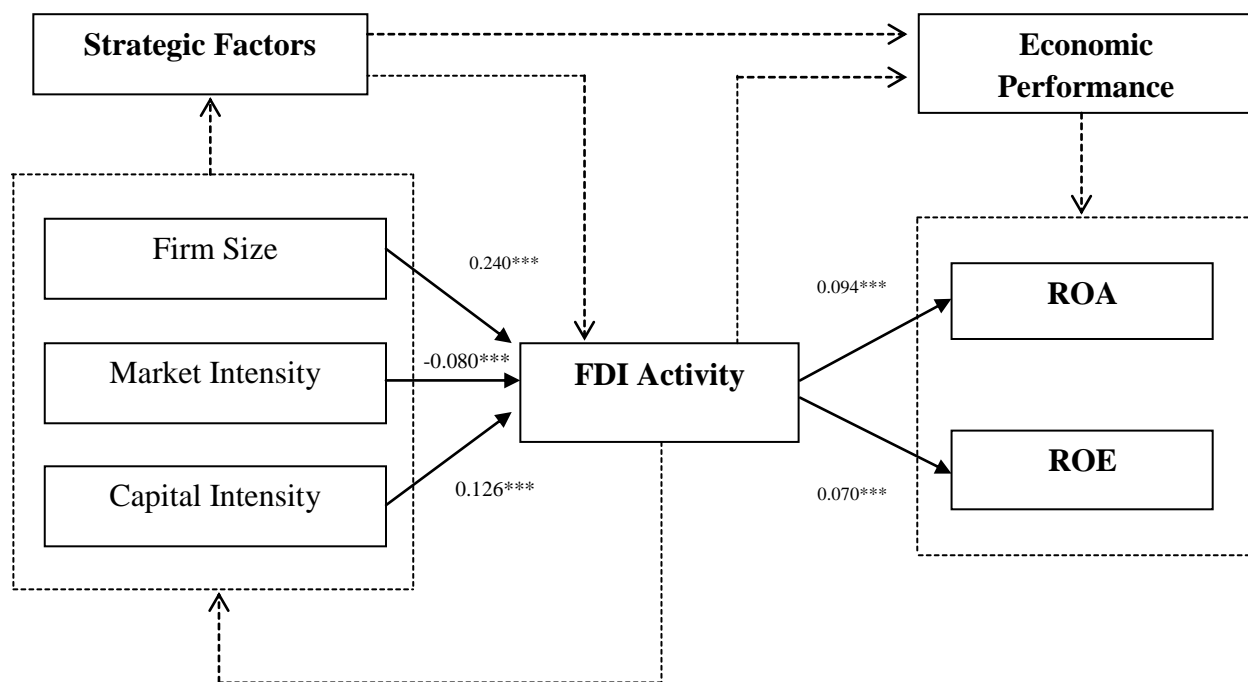 Strategic Factors
Economic
Performance
Firm Size
0.240***
0.094***
ROA
Market Intensity
-0.080***
FDI Activity
Capital Intensity
0.126***
0.070***
ROE